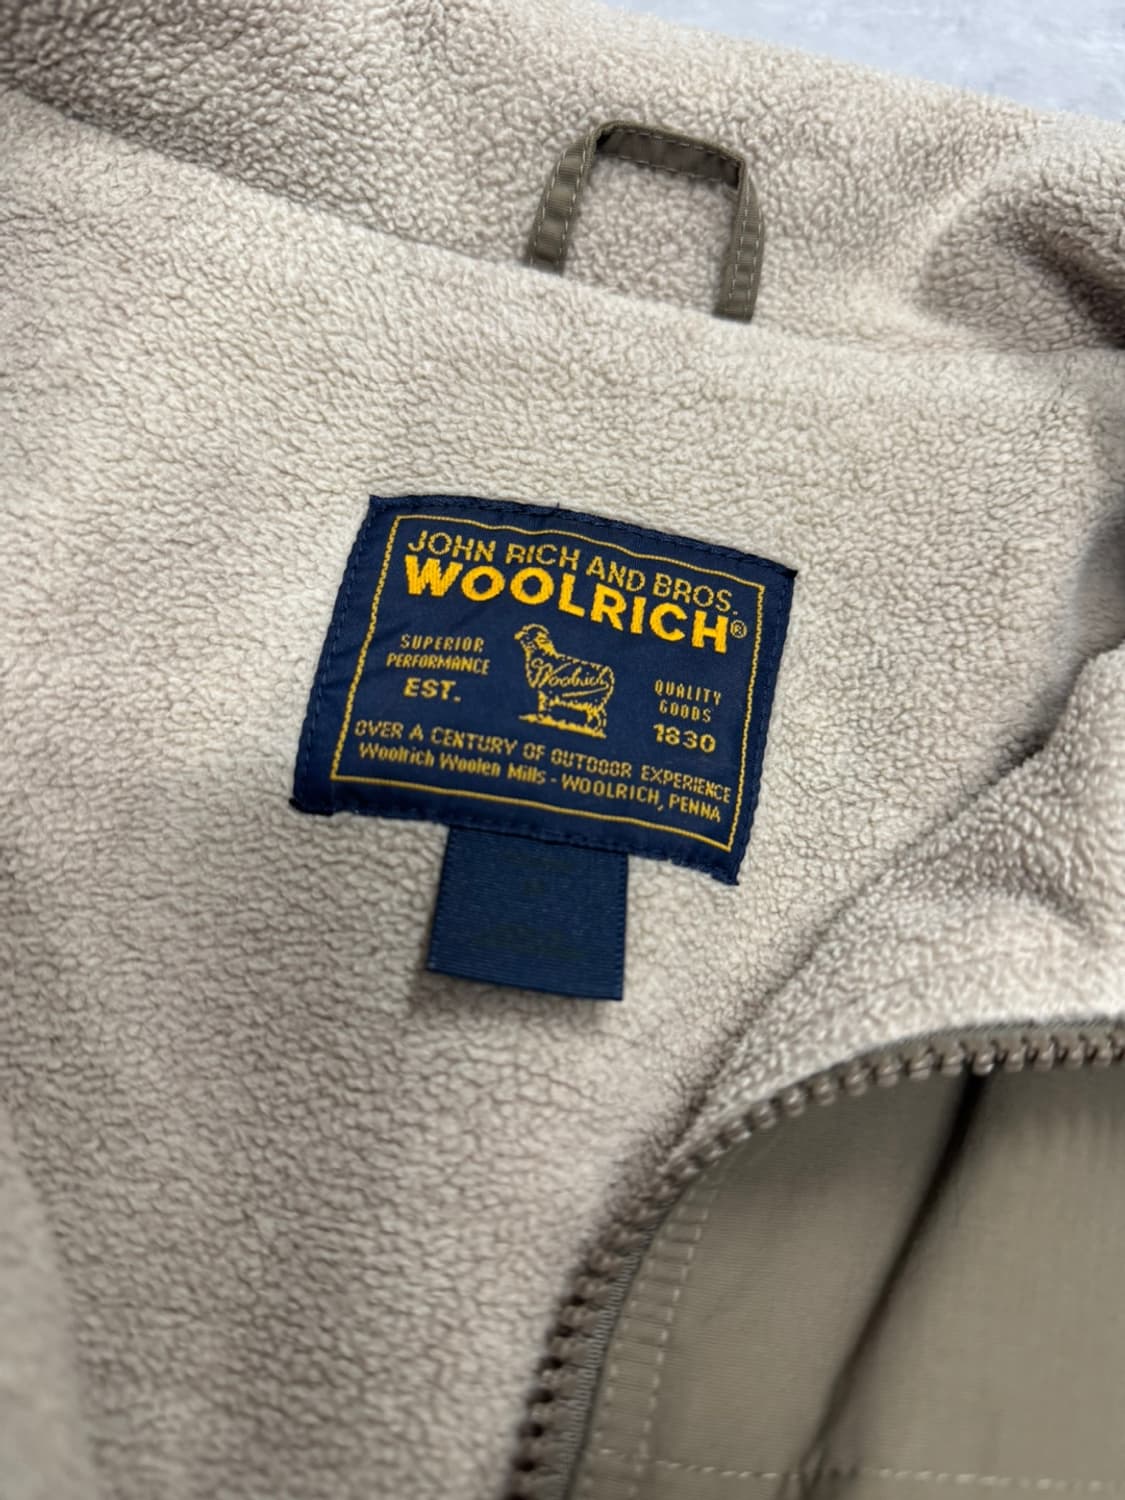 JOHN RICH AND BROS.
WOOLRICH®
SUPERIOR
PERFORMANCE
EST.
Woolrich
QUALITY
GOODS
1830
OVER A CENTURY OF OUTDOOR EXPERIENCE
Woolrich Woolen Mills - WOOLRICH, PENNA